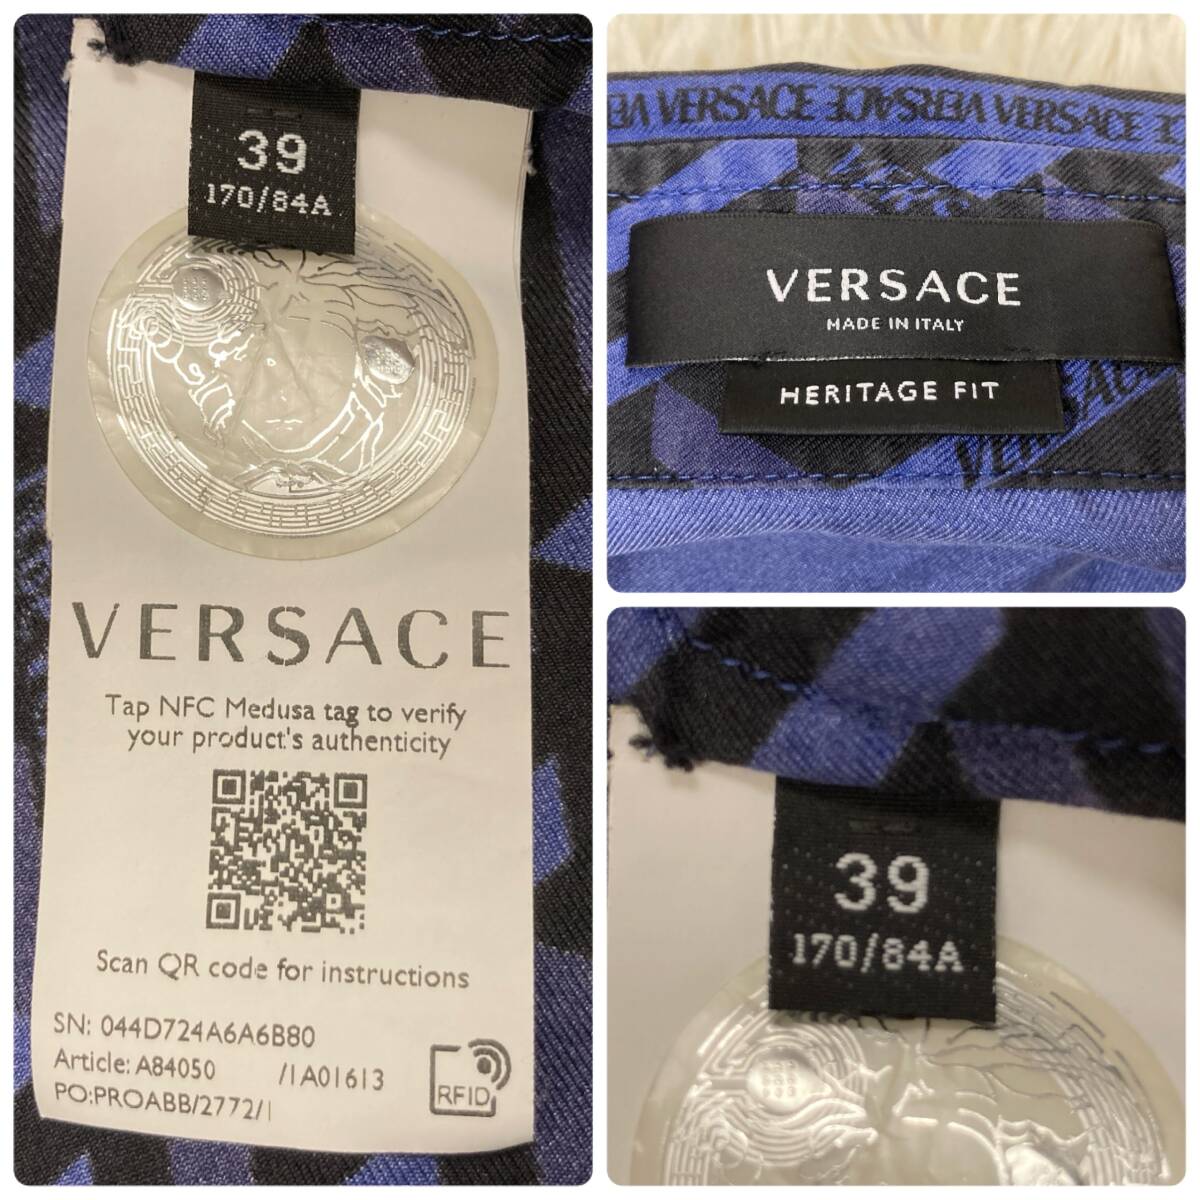 39
170/84A
VERSACE
Tap NFC Medusa tag to verify
your product's authenticity
Scan QR code for instructions
SN: 044D724A6A6B80
Article: A84050 /1A01613
PO:PROABB/2772/1
RFID
VERSACE VERSACE VERSACE
VERSACE
MADE IN ITALY
HERITAGE FIT
39
170/84A